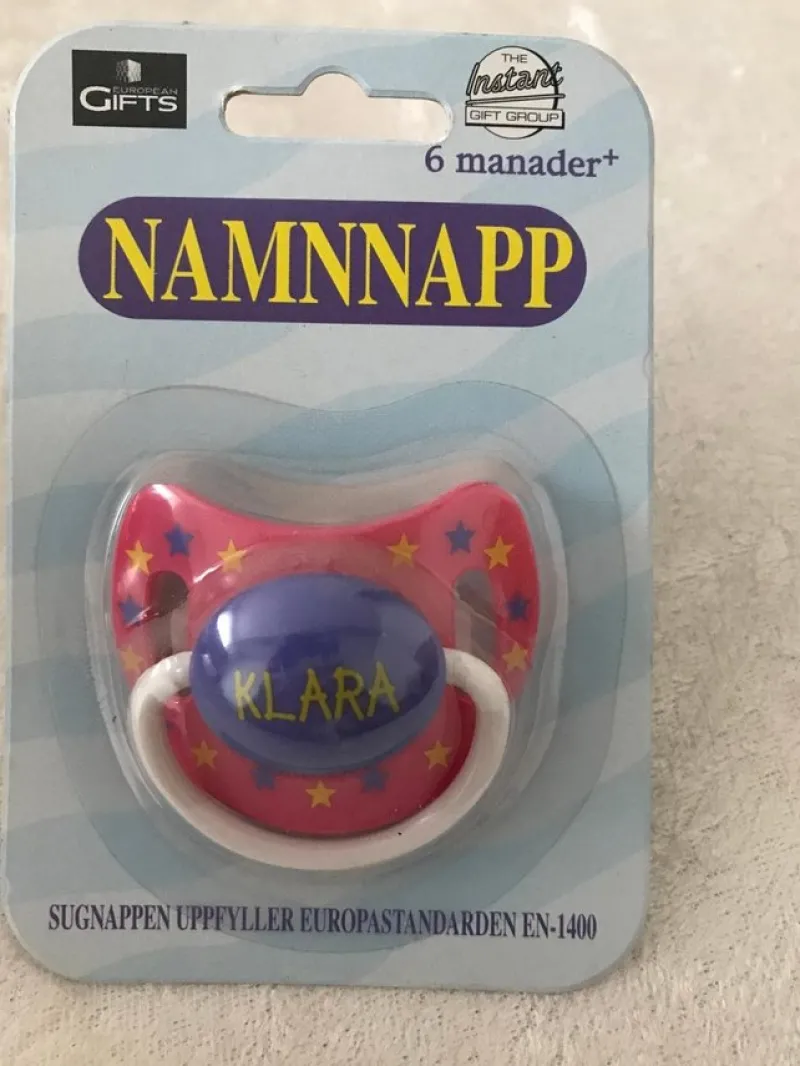 EUROPEAN
GIFTS
THE
Instant
GIFT GROUP
6 manader+
NAMNNAPP
KLARA
SUGNAPPEN UPPFYLLER EUROPASTANDARDEN EN-1400